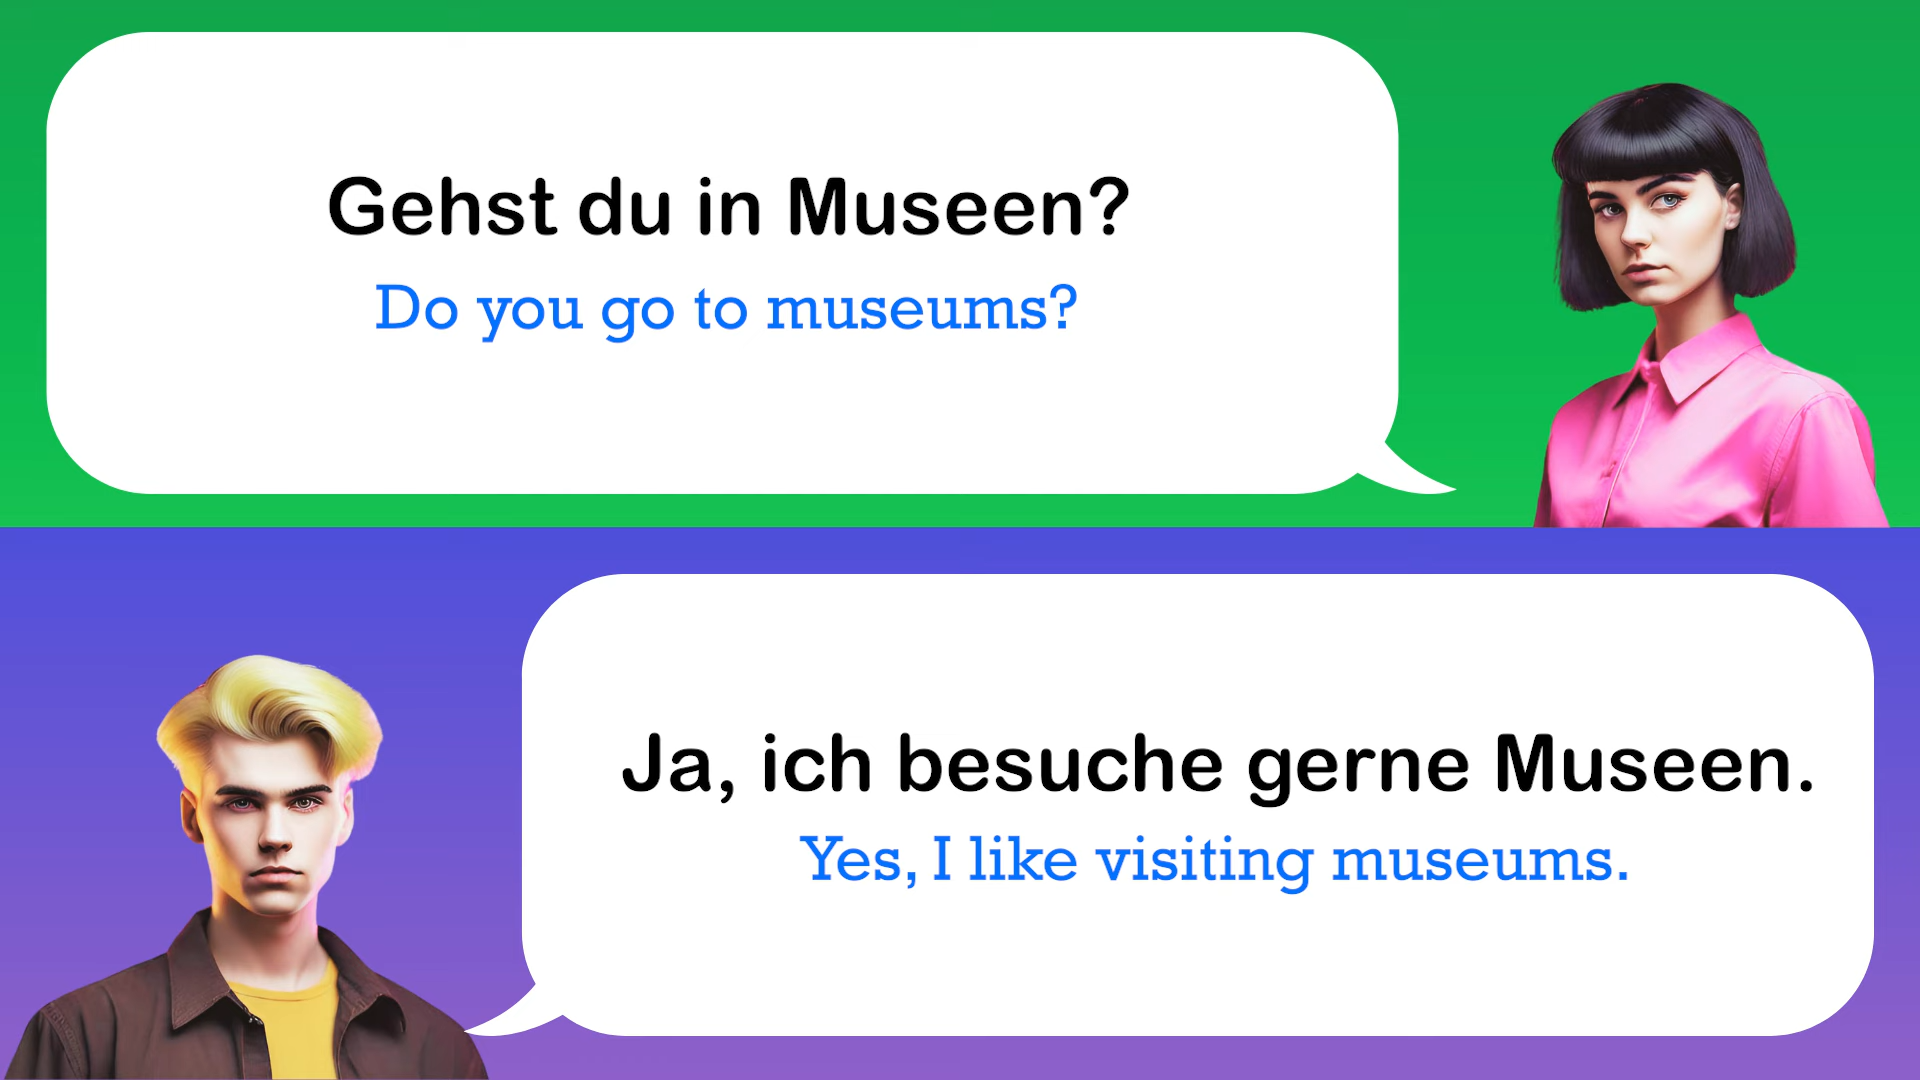 Gehst du in Museen?
Do you go to museums?
Ja, ich besuche gerne Museen.
Yes, I like visiting museums.